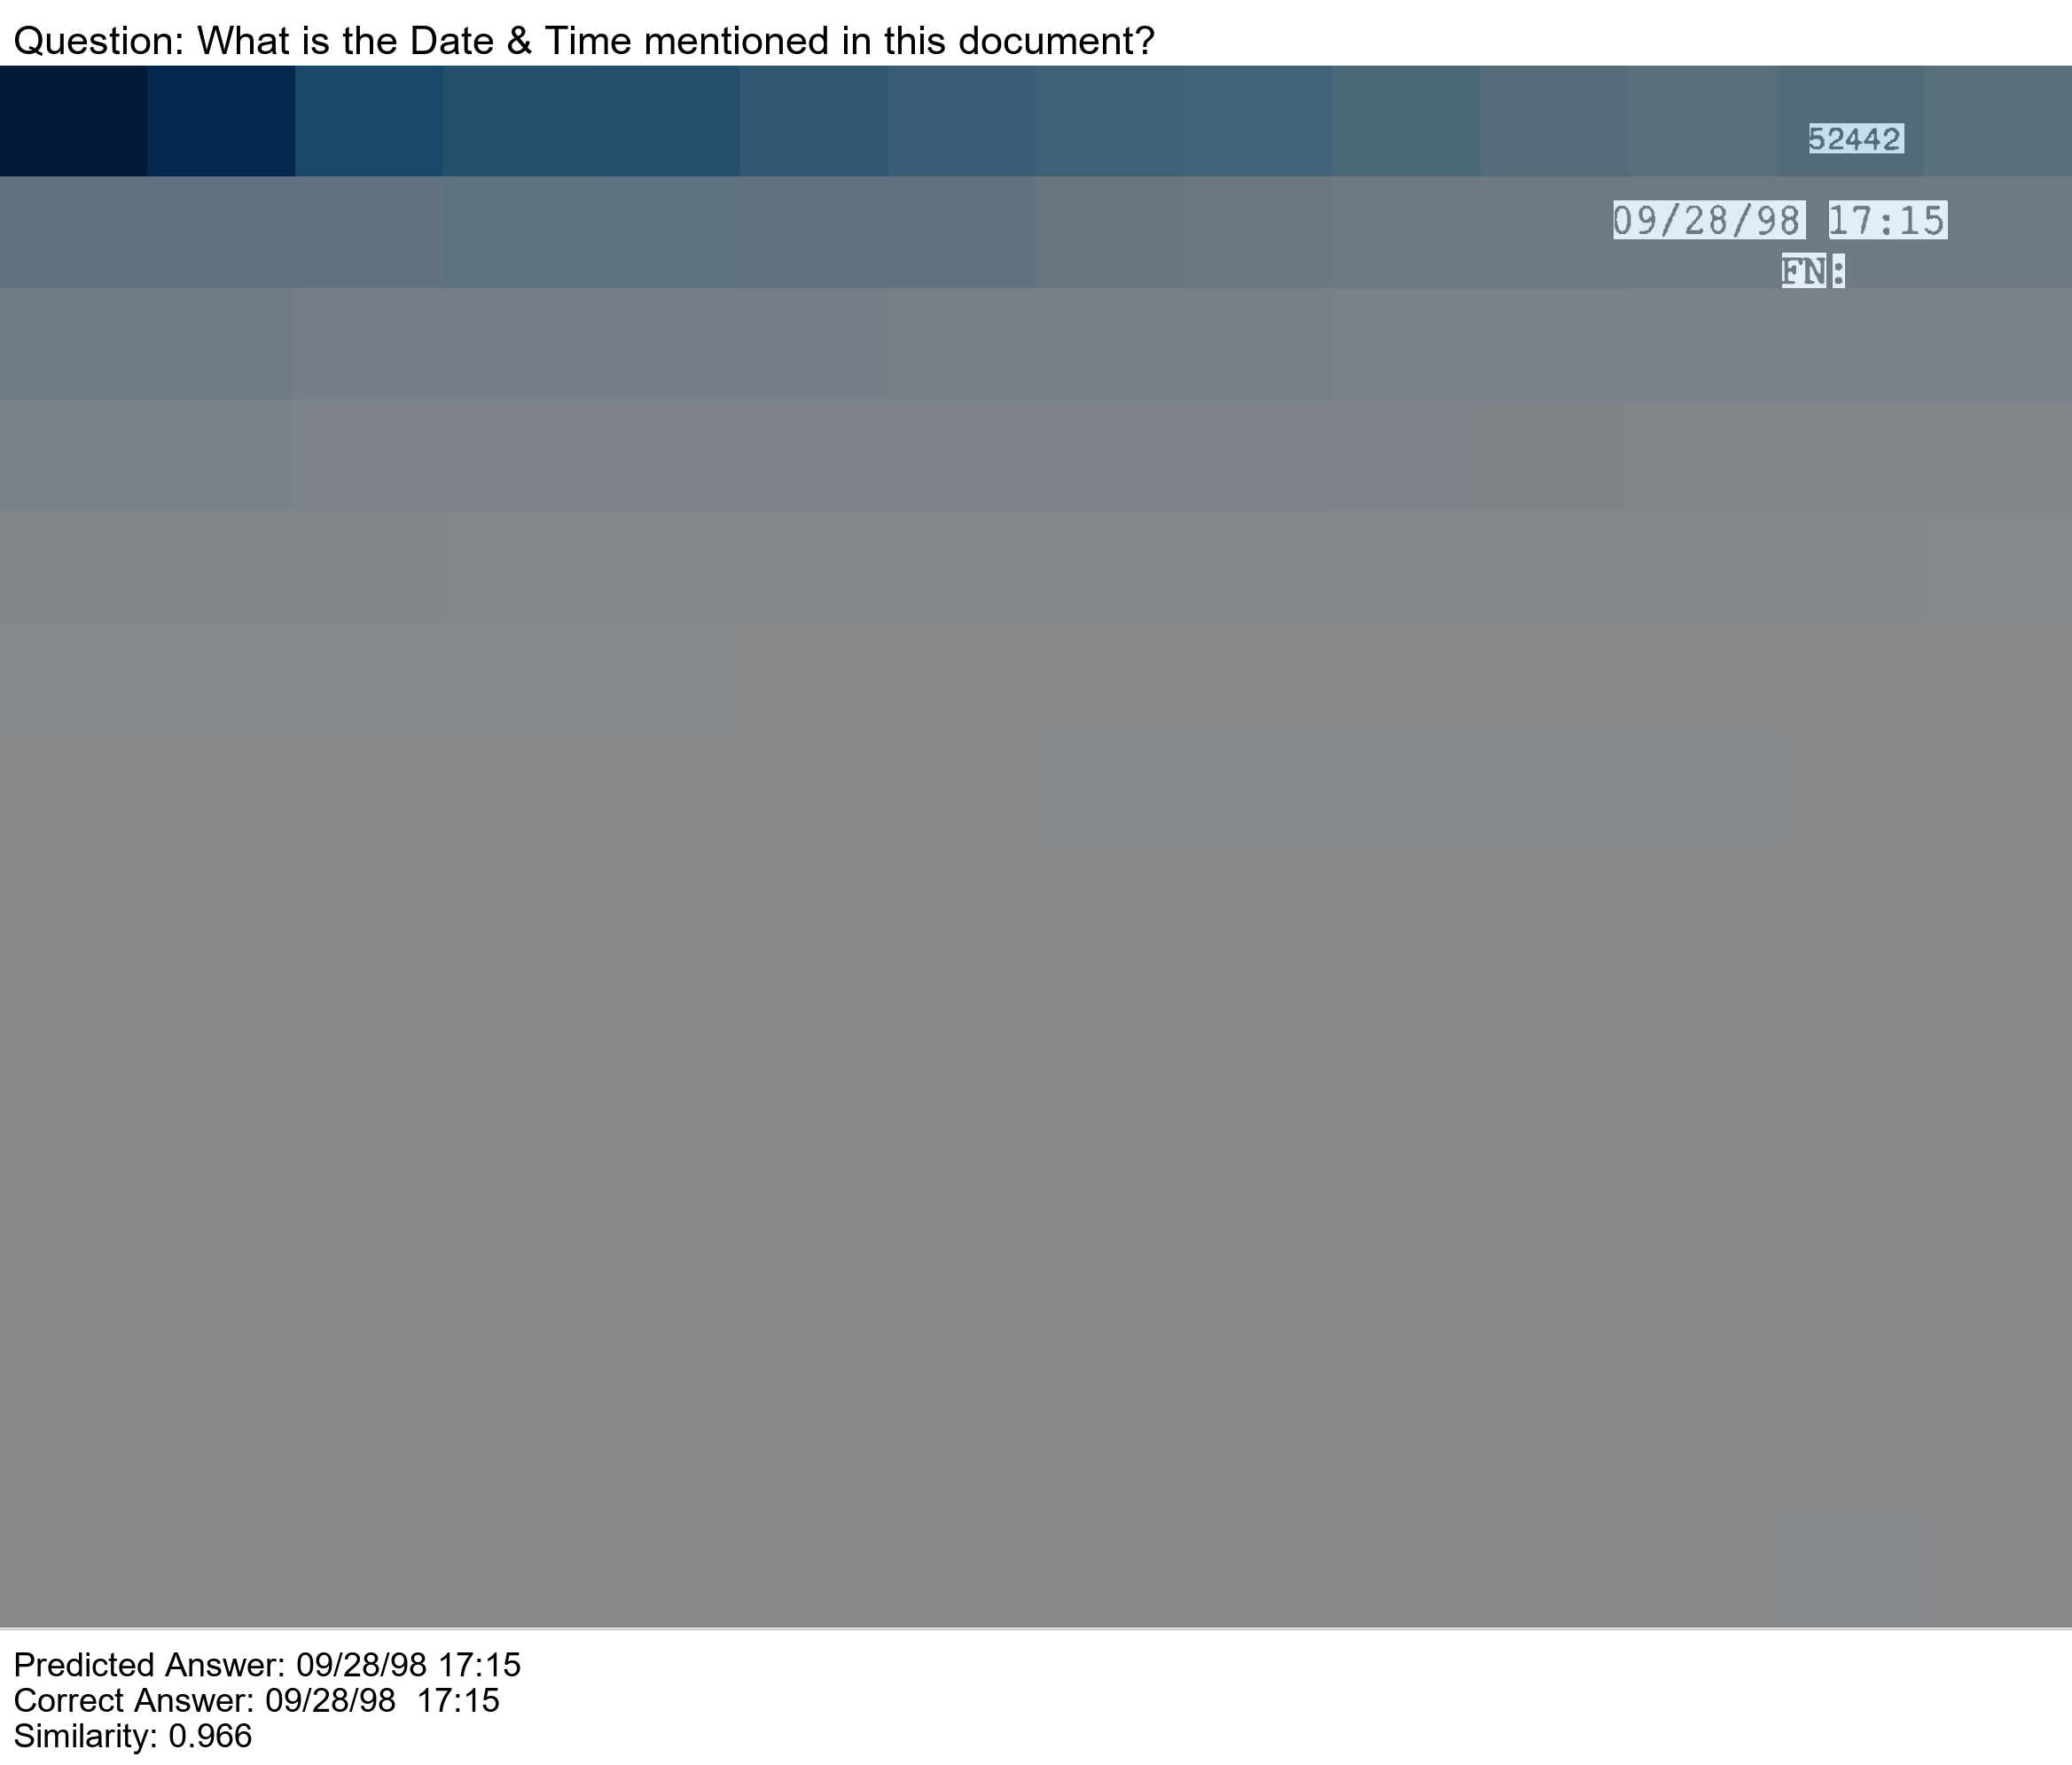 Question: What is the Date & Time mentioned in this document?
52442
09/28/98 17:15
FN:
Predicted Answer: 09/28/98 17:15
Correct Answer: 09/28/98  17:15
Similarity: 0.966